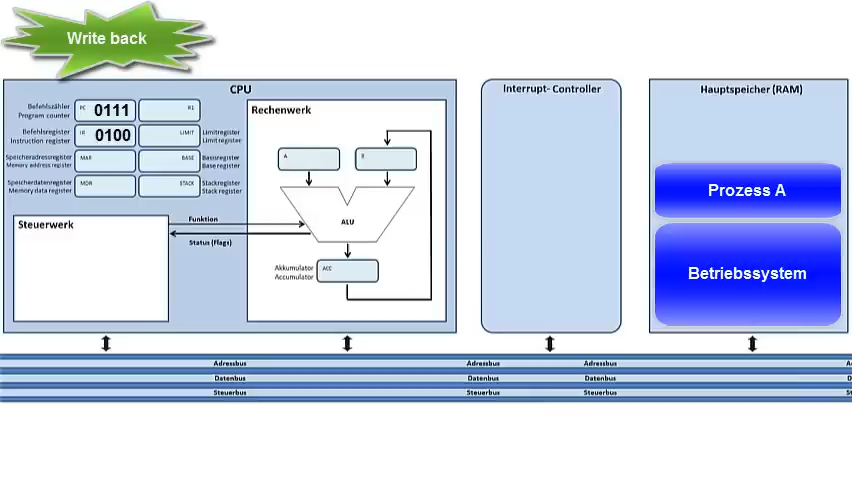 Write back
CPU
Interrupt- Controller
Hauptspeicher (RAM)
Befehlszähler
Program counter
PC
0111
R1
Rechenwerk
Befehlsregister
Instruction register
IR
0100
LIMIT
Limitregister
Limit register
Speicheradressregister
Memory address register
MAR
BASE
Basisregister
Base register
A
B
Speicherdatenregister
Memory data register
MDR
STACK
Stackregister
Stack register
Prozess A
Steuerwerk
Funktion
Status (Flags)
ALU
Akkumulator
Accumulator
ACC
Betriebssystem
Adressbus
Adressbus
Adressbus
Datenbus
Datenbus
Datenbus
Steuerbus
Steuerbus
Steuerbus